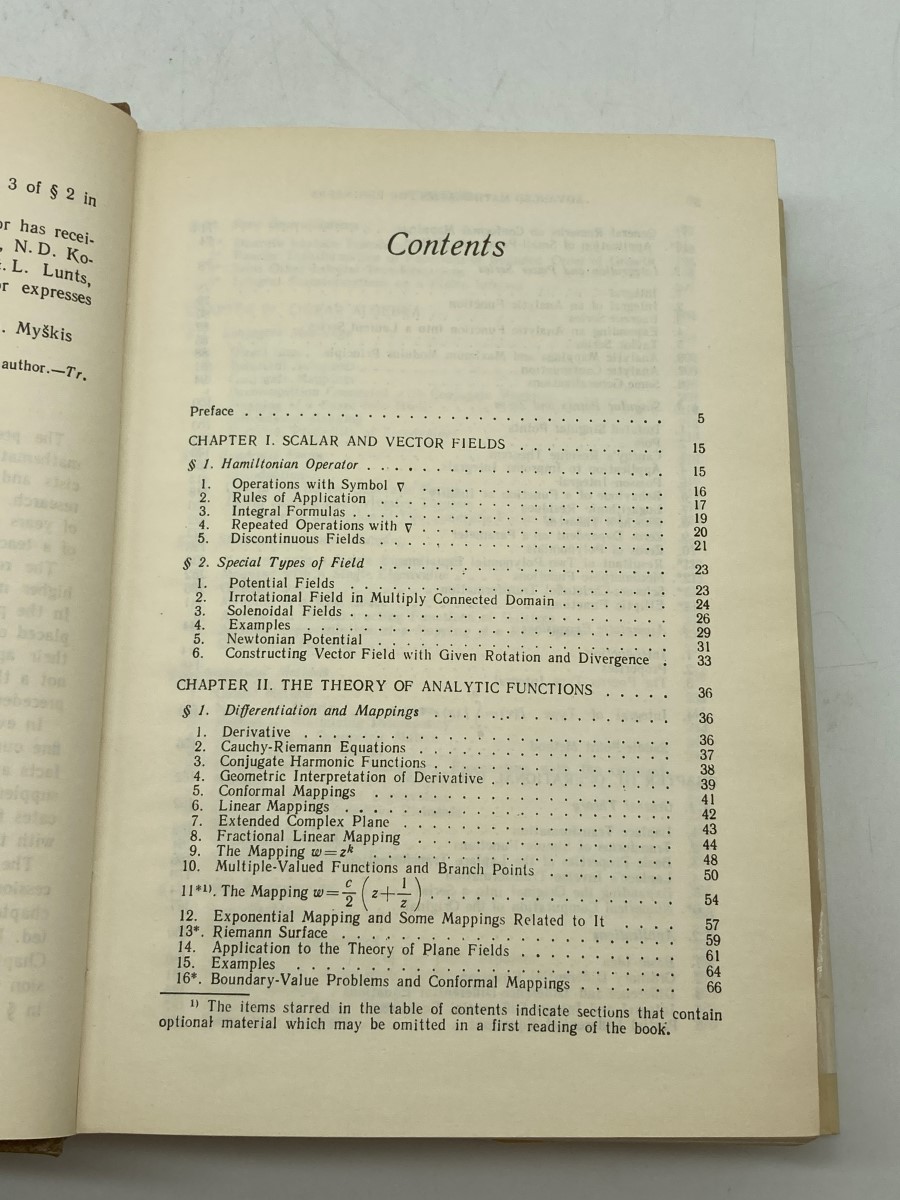 3 of § 2 in
or has recei-
, N. D. Ko-
. L. Lunts,
r expresses
. Myškis
author.—Tr.
Contents
Preface . . . . . . . . . . . . . . . . . . . . . . . . . . . . 5
CHAPTER I. SCALAR AND VECTOR FIELDS . . . . . . . . . . . 15
§ 1. Hamiltonian Operator . . . . . . . . . . . . . . . . . . . 15
1. Operations with Symbol ∇ . . . . . . . . . . . . . . . . 16
2. Rules of Application . . . . . . . . . . . . . . . . . . 17
3. Integral Formulas . . . . . . . . . . . . . . . . . . . 19
4. Repeated Operations with ∇ . . . . . . . . . . . . . . . 20
5. Discontinuous Fields . . . . . . . . . . . . . . . . . . 21
§ 2. Special Types of Field . . . . . . . . . . . . . . . . . . 23
1. Potential Fields . . . . . . . . . . . . . . . . . . . . 23
2. Irrotational Field in Multiply Connected Domain . . . . . . . 24
3. Solenoidal Fields . . . . . . . . . . . . . . . . . . . 26
4. Examples . . . . . . . . . . . . . . . . . . . . . . . 29
5. Newtonian Potential . . . . . . . . . . . . . . . . . . 31
6. Constructing Vector Field with Given Rotation and Divergence . 33
CHAPTER II. THE THEORY OF ANALYTIC FUNCTIONS . . . . . 36
§ 1. Differentiation and Mappings . . . . . . . . . . . . . . . 36
1. Derivative . . . . . . . . . . . . . . . . . . . . . . 36
2. Cauchy-Riemann Equations . . . . . . . . . . . . . . . . 37
3. Conjugate Harmonic Functions . . . . . . . . . . . . . . 38
4. Geometric Interpretation of Derivative . . . . . . . . . . . 39
5. Conformal Mappings . . . . . . . . . . . . . . . . . . 41
6. Linear Mappings . . . . . . . . . . . . . . . . . . . . 42
7. Extended Complex Plane . . . . . . . . . . . . . . . . . 43
8. Fractional Linear Mapping . . . . . . . . . . . . . . . . 44
9. The Mapping w=z^k . . . . . . . . . . . . . . . . . . . 48
10. Multiple-Valued Functions and Branch Points . . . . . . . . 50
11*¹⁾. The Mapping w=c/2 (z+1/z) . . . . . . . . . . . . . . . . 54
12. Exponential Mapping and Some Mappings Related to It . . . . 57
13*. Riemann Surface . . . . . . . . . . . . . . . . . . . . 59
14. Application to the Theory of Plane Fields . . . . . . . . . . 61
15. Examples . . . . . . . . . . . . . . . . . . . . . . . 64
16*. Boundary-Value Problems and Conformal Mappings . . . . . . . 66
¹⁾ The items starred in the table of contents indicate sections that contain
optional material which may be omitted in a first reading of the book.